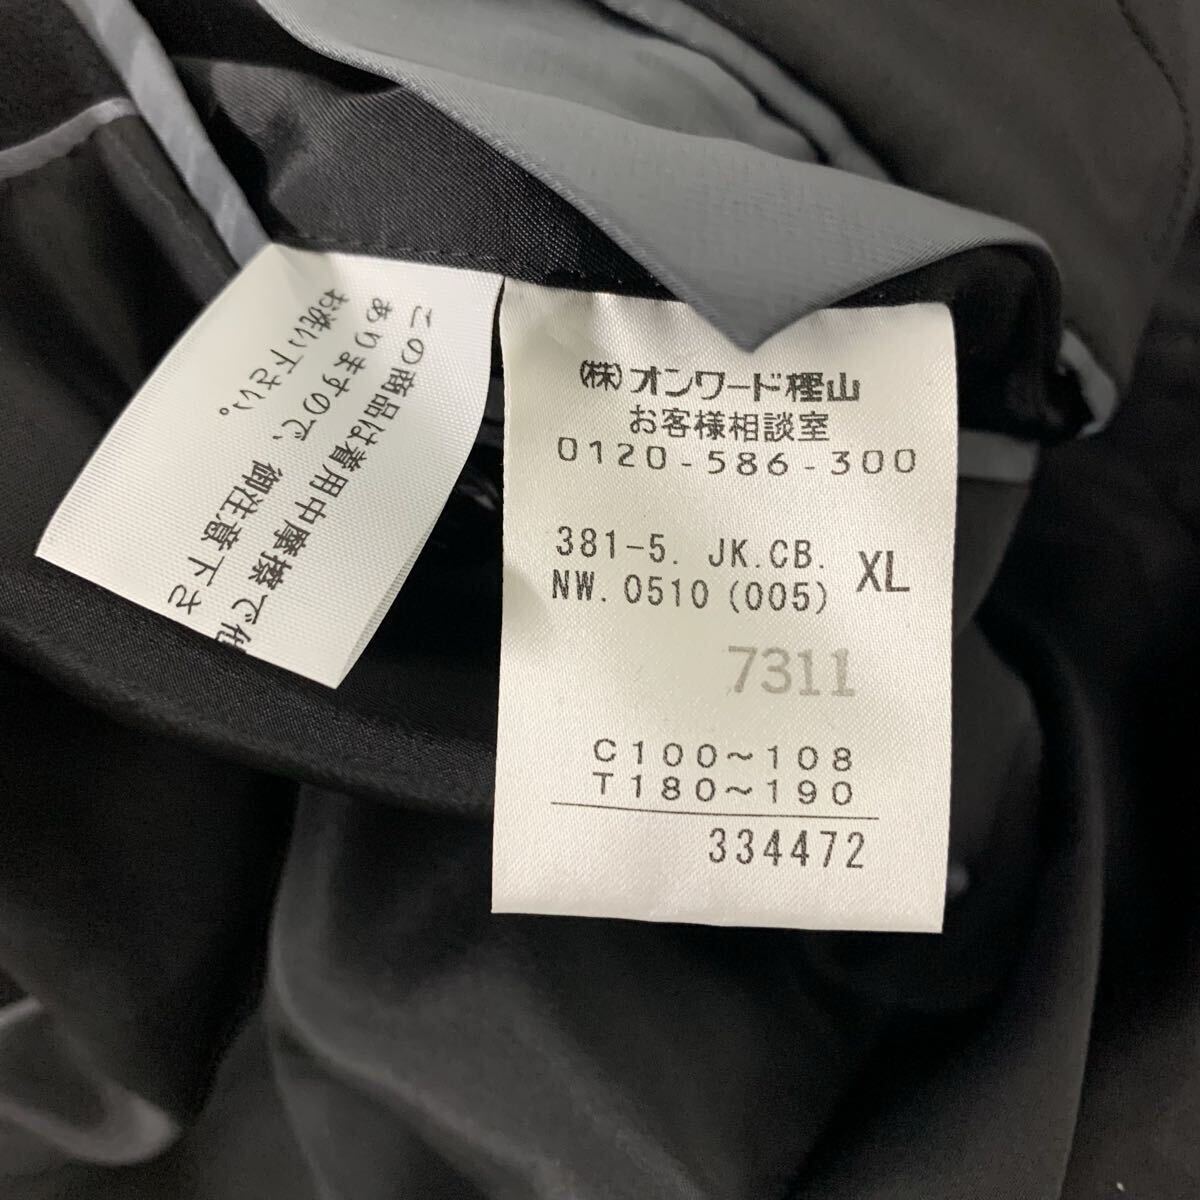 この商品は着用中摩擦で他
ありますので、御注意下さ
お洗い下さい。
(株)オンワード樫山
お客様相談室
0120-586-300
381-5. JK.CB.
NW.0510(005)
XL
7311
C100～108
T180～190
334472